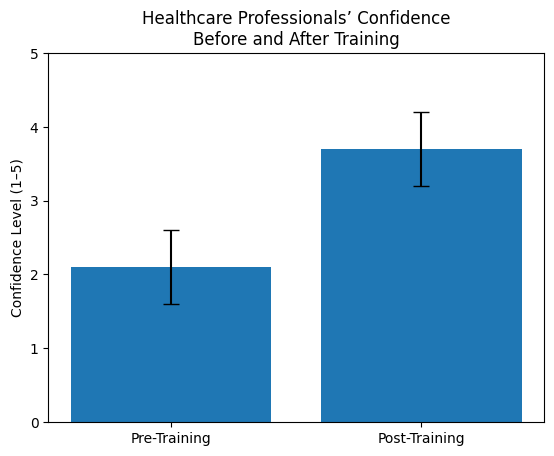 Healthcare Professionals’ Confidence
Before and After Training
Confidence Level (1–5)
5
4
3
2
1
0
Pre-Training
Post-Training